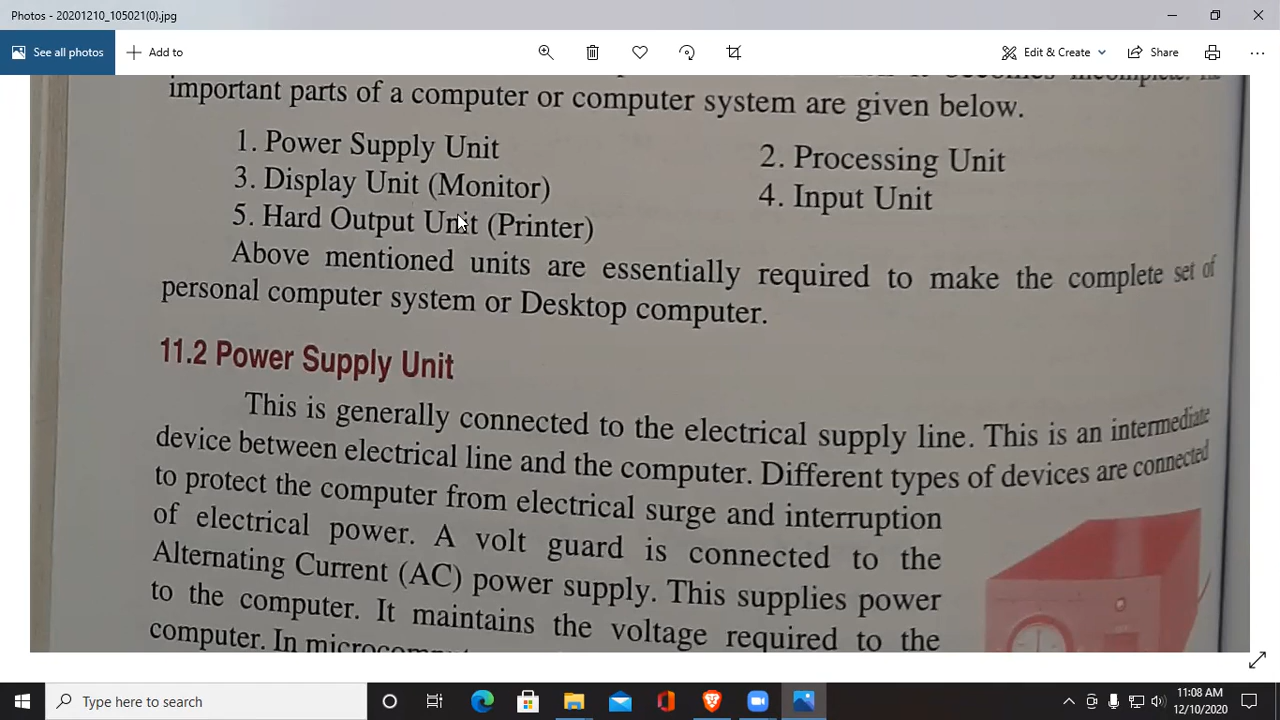 Photos - 20201210_105021(0).jpg
See all photos
Add to
Edit & Create
Share
it becomes incomplete.
important parts of a computer or computer system are given below.
1. Power Supply Unit
2. Processing Unit
3. Display Unit (Monitor)
4. Input Unit
5. Hard Output Unit (Printer)
Above mentioned units are essentially required to make the complete set of
personal computer system or Desktop computer.
11.2 Power Supply Unit
This is generally connected to the electrical supply line. This is an intermediate
device between electrical line and the computer. Different types of devices are connected
to protect the computer from electrical surge and interruption
of electrical power. A volt guard is connected to the
Alternating Current (AC) power supply. This supplies power
to the computer. It maintains the voltage required to the
computer. In
Type here to search
11:08 AM
12/10/2020